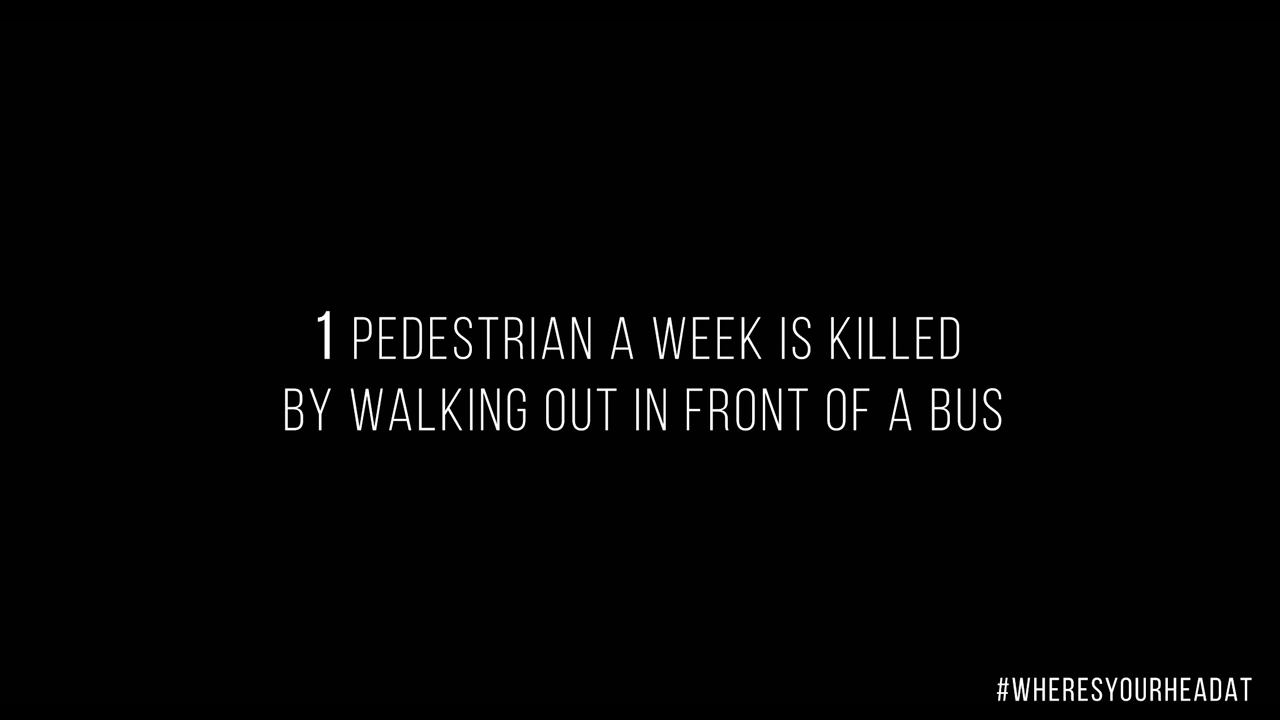 1 PEDESTRIAN A WEEK IS KILLED
BY WALKING OUT IN FRONT OF A BUS
#WHERESYOURHEADAT